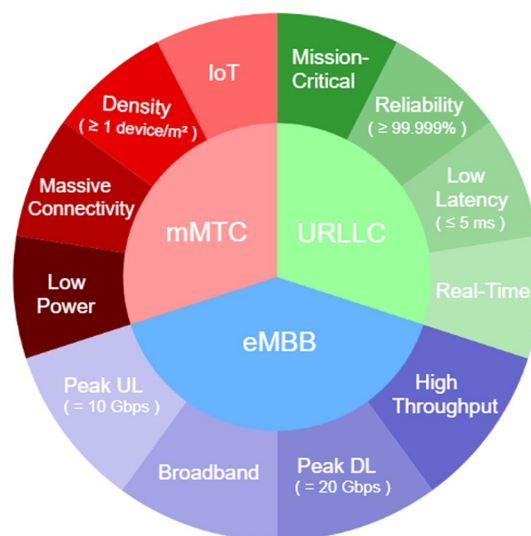 IoT
Mission-
Critical
Density
( ≥ 1 device/m² )
Reliability
( ≥ 99.999% )
Massive
Connectivity
Low
Latency
( ≤ 5 ms )
mMTC
URLLC
Low
Power
Real-Time
eMBB
Peak UL
( = 10 Gbps )
High
Throughput
Broadband
Peak DL
( = 20 Gbps )